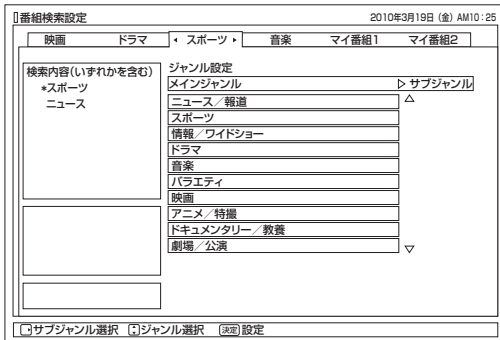 番組検索設定 2010年3月19日（金）AM10：25
映画 ドラマ スポーツ 音楽 マイ番組1 マイ番組2
検索内容(いずれかを含む)
*スポーツ
ニュース
ジャンル設定
メインジャンル ▷ サブジャンル
ニュース／報道
スポーツ
情報／ワイドショー
ドラマ
音楽
バラエティ
映画
アニメ／特撮
ドキュメンタリー／教養
劇場／公演
サブジャンル選択 ジャンル選択 決定 設定